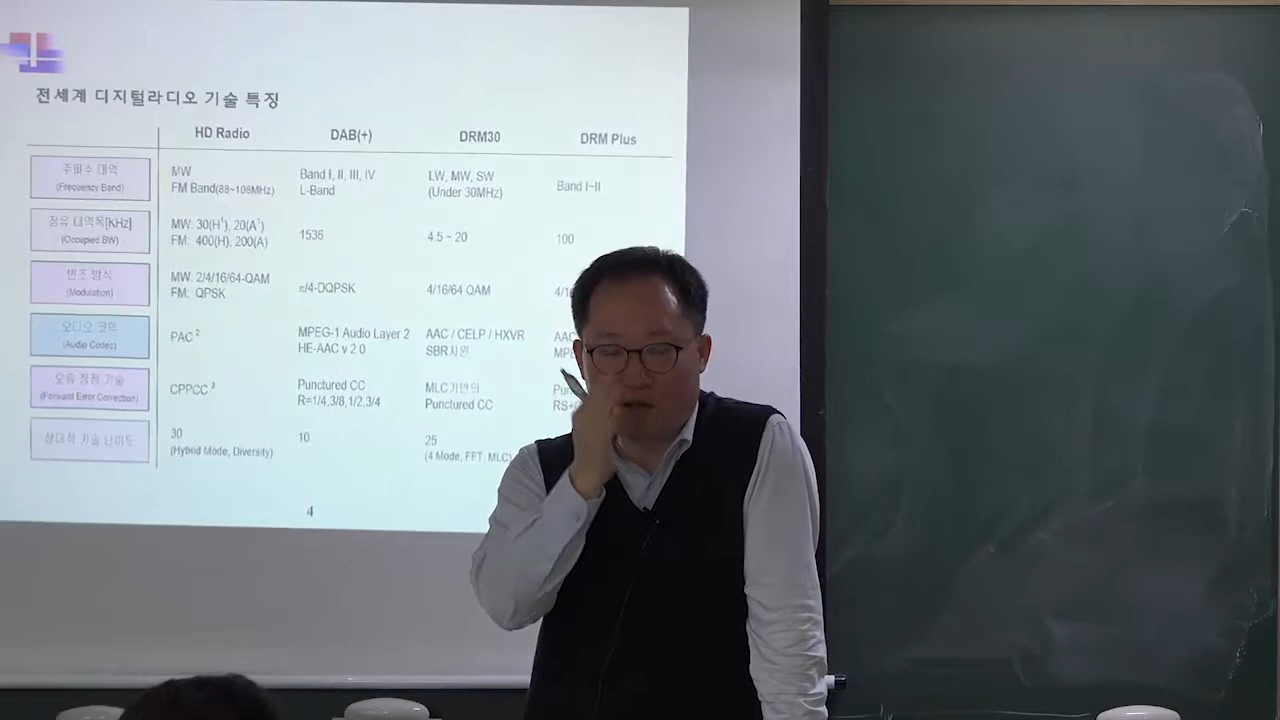 전세계 디지털라디오 기술 특징
HD Radio DAB(+) DRM30 DRM Plus
주파수 대역
(Frequency Band)
MW
FM Band(88~108MHz)
Band I, II, III, IV
L-Band
LW, MW, SW
(Under 30MHz)
Band I~II
점유 대역폭[KHz]
(Occupied BW)
MW: 30(H¹), 20(A¹)
FM: 400(H), 200(A)
1536
4.5 ~ 20
100
변조 방식
(Modulation)
MW: 2/4/16/64-QAM
FM; QPSK
π/4-DQPSK
4/16/64 QAM
4/16
오디오 코덱
(Audio Codec)
PAC ²
MPEG-1 Audio Layer 2
HE-AAC v 2.0
AAC / CELP / HXVR
SBR지원
AAC
오류 정정 기술
(Forward Error Correction)
CPPCC ³
Punctured CC
R=1/4,3/8,1/2,3/4
MLC기반의
Punctured CC
상대적 기술 난이도
30
(Hybrid Mode, Diversity)
10
25
(4 Mode, FFT, MLC)
4